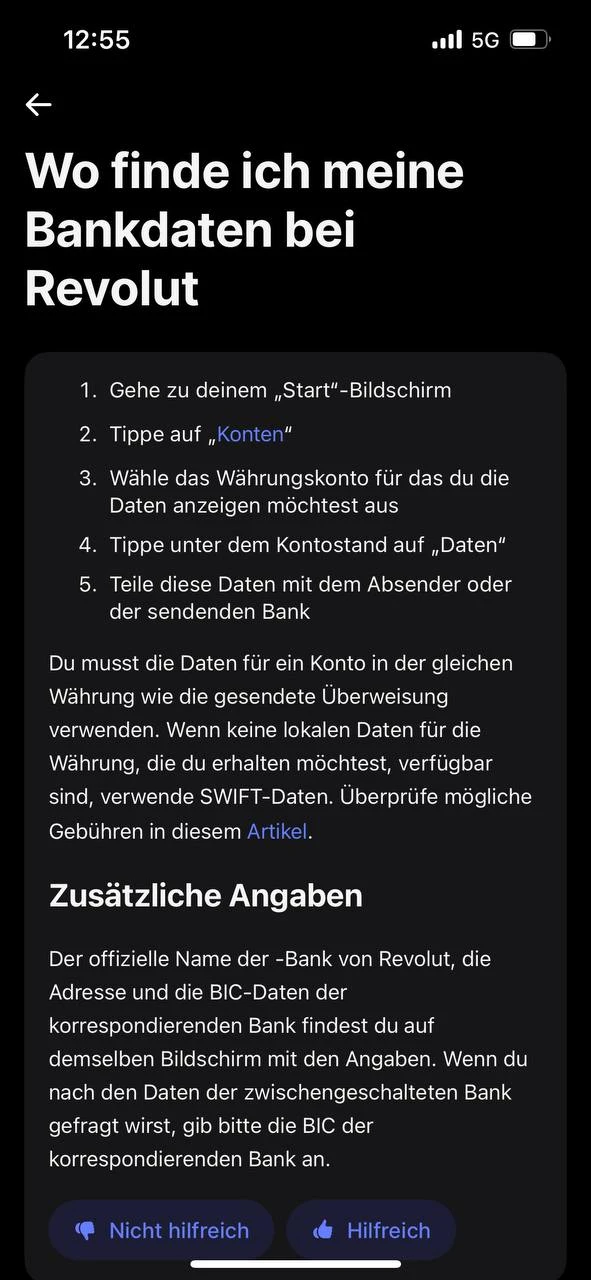 12:55
5G
Wo finde ich meine
Bankdaten bei
Revolut
1. Gehe zu deinem „Start“-Bildschirm
2. Tippe auf „Konten“
3. Wähle das Währungskonto für das du die
Daten anzeigen möchtest aus
4. Tippe unter dem Kontostand auf „Daten“
5. Teile diese Daten mit dem Absender oder
der sendenden Bank
Du musst die Daten für ein Konto in der gleichen
Währung wie die gesendete Überweisung
verwenden. Wenn keine lokalen Daten für die
Währung, die du erhalten möchtest, verfügbar
sind, verwende SWIFT-Daten. Überprüfe mögliche
Gebühren in diesem Artikel.
Zusätzliche Angaben
Der offizielle Name der -Bank von Revolut, die
Adresse und die BIC-Daten der
korrespondierenden Bank findest du auf
demselben Bildschirm mit den Angaben. Wenn du
nach den Daten der zwischengeschalteten Bank
gefragt wirst, gib bitte die BIC der
korrespondierenden Bank an.
Nicht hilfreich
Hilfreich